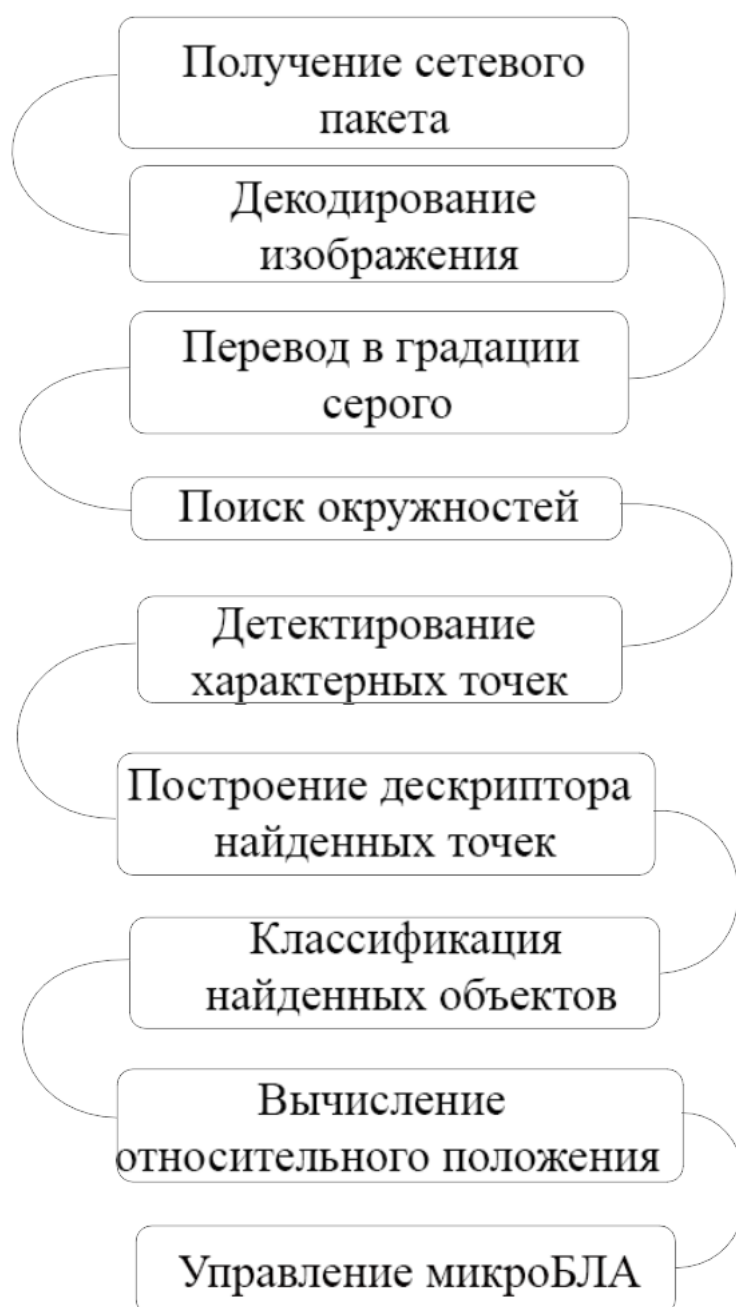 Получение сетевого
пакета
Декодирование
изображения
Перевод в градации
серого
Поиск окружностей
Детектирование
характерных точек
Построение дескриптора
найденных точек
Классификация
найденных объектов
Вычисление
относительного положения
Управление микроБЛА